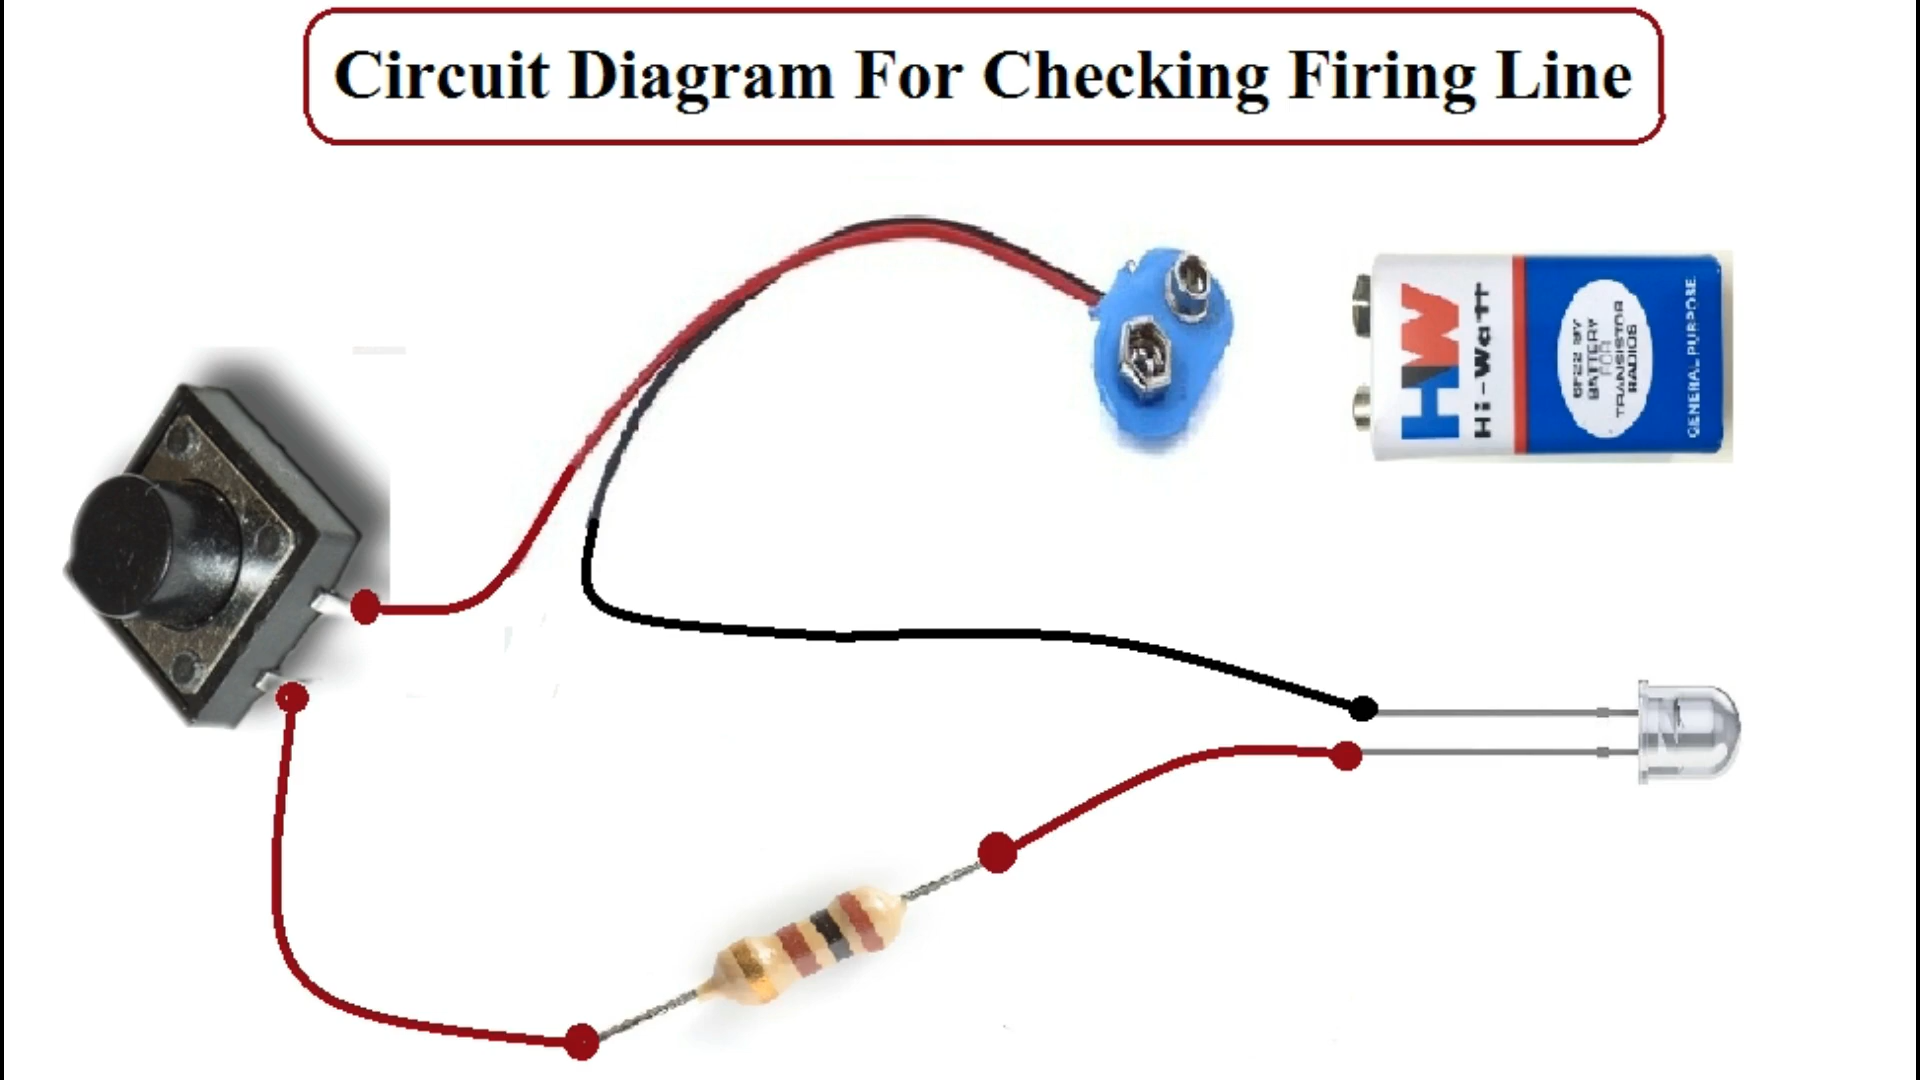 Circuit Diagram For Checking Firing Line
HW
Hi-Watt
6F22 9V
BATTERY
FOR
TRANSISTOR
RADIOS
GENERAL PURPOSE